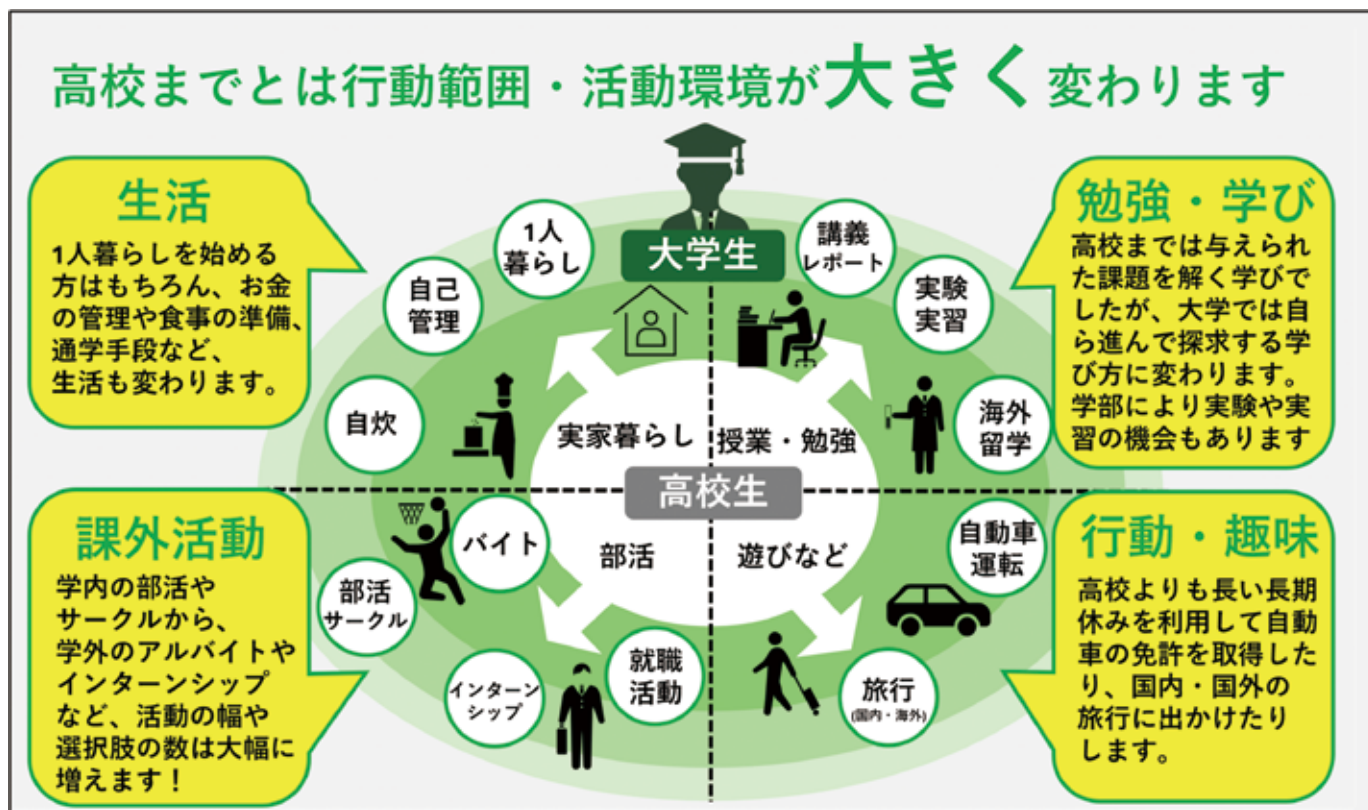 高校までとは行動範囲・活動環境が大きく変わります
生活
1人暮らしを始める
方はもちろん、お金
の管理や食事の準備、
通学手段など、
生活も変わります。
勉強・学び
高校までは与えられ
た課題を解く学びで
したが、大学では自
ら進んで探求する学
び方に変わります。
学部により実験や実
習の機会もあります
大学生
1人
暮らし
自己
管理
自炊
講義
レポート
実験
実習
海外
留学
実家暮らし
授業・勉強
高校生
部活
遊びなど
バイト
部活
サークル
インターン
シップ
就職
活動
自動車
運転
旅行
(国内・海外)
課外活動
学内の部活や
サークルから、
学外のアルバイトや
インターンシップ
など、活動の幅や
選択肢の数は大幅に
増えます!
行動・趣味
高校よりも長い長期
休みを利用して自動
車の免許を取得した
り、国内・国外の
旅行に出かけたり
します。